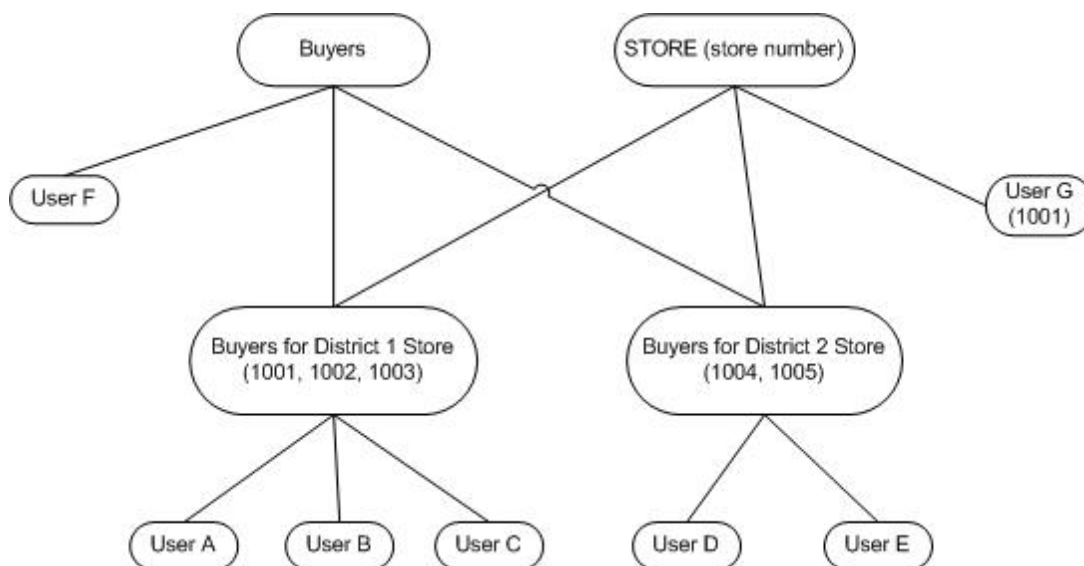 Buyers
STORE (store number)
User F
User G
(1001)
Buyers for District 1 Store
(1001, 1002, 1003)
Buyers for District 2 Store
(1004, 1005)
User A
User B
User C
User D
User E